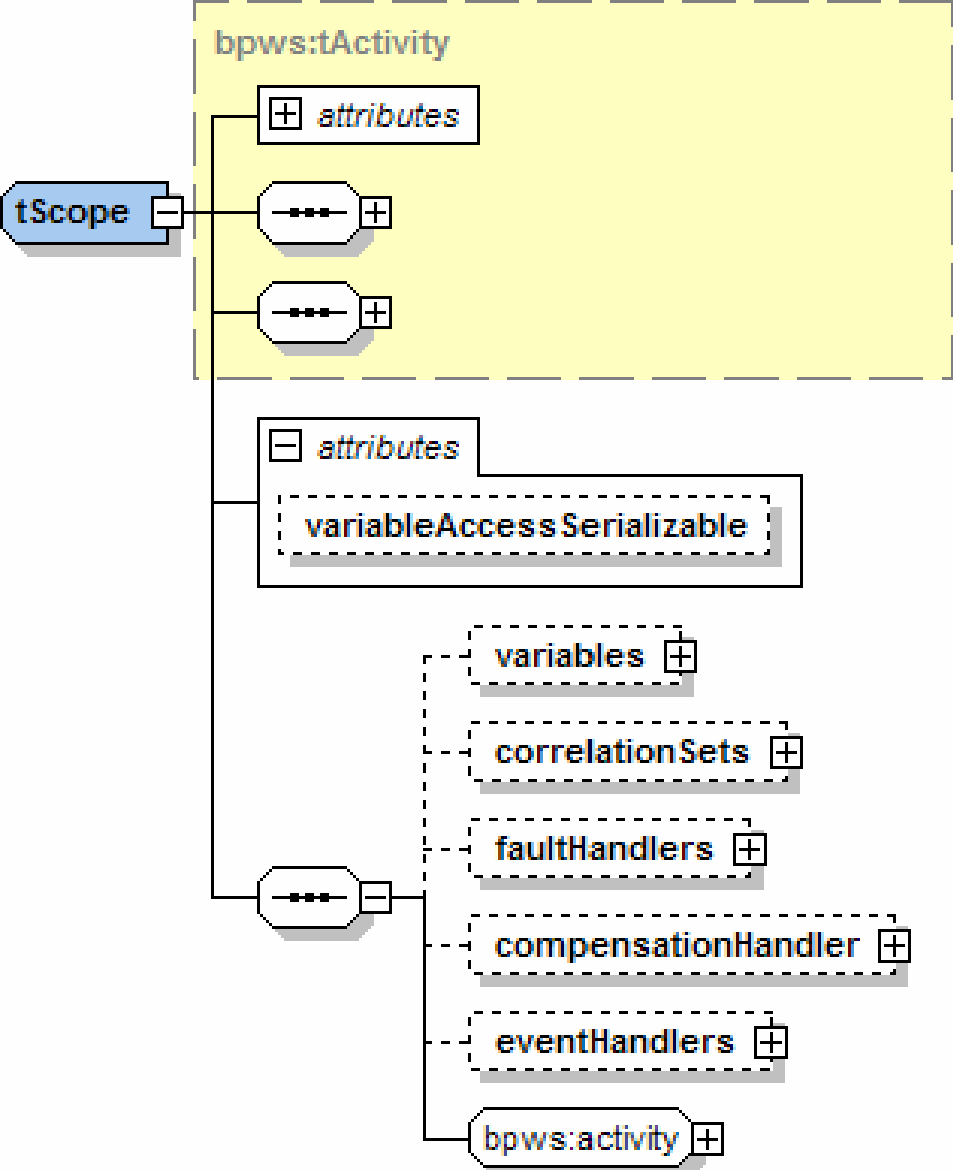 bpws:tActivity
attributes
tScope
attributes
variableAccessSerializable
variables
correlationSets
faultHandlers
compensationHandler
eventHandlers
bpws:activity